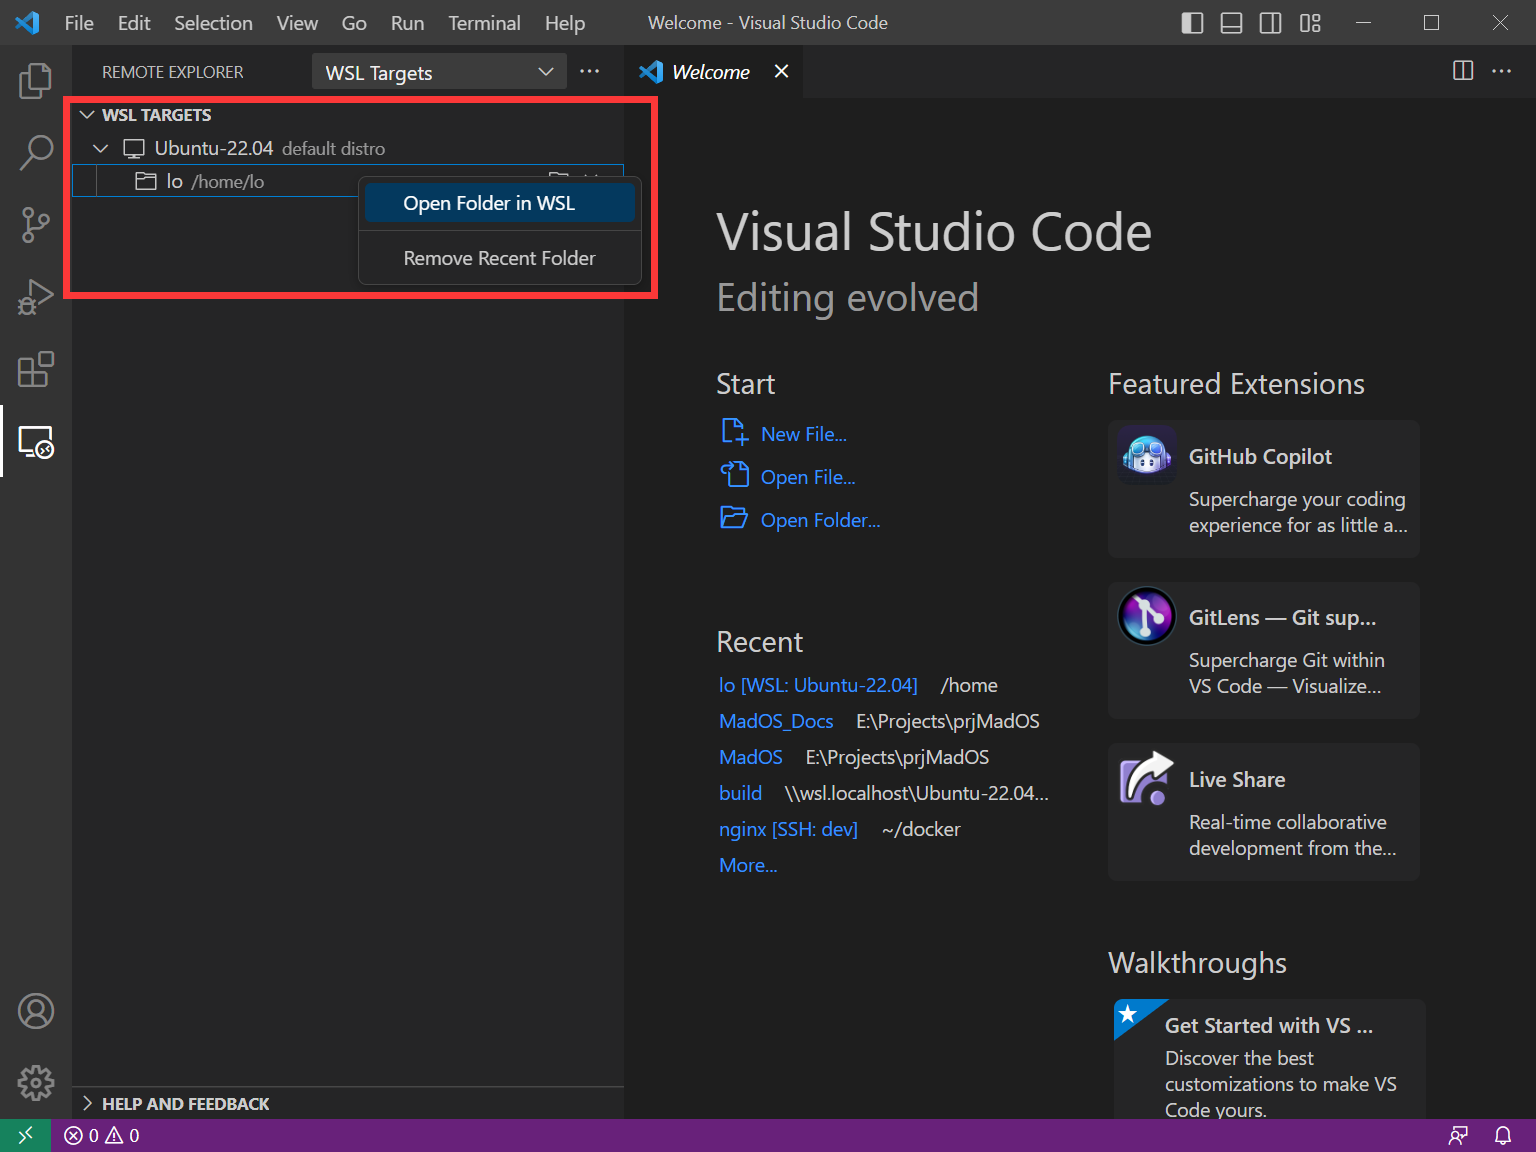 File Edit Selection View Go Run Terminal Help Welcome - Visual Studio Code
REMOTE EXPLORER WSL Targets
Welcome
WSL TARGETS
Ubuntu-22.04 default distro
lo /home/lo
Open Folder in WSL
Remove Recent Folder
Visual Studio Code
Editing evolved
Start
New File...
Open File...
Open Folder...
Recent
lo [WSL: Ubuntu-22.04] /home
MadOS_Docs E:\Projects\prjMadOS
MadOS E:\Projects\prjMadOS
build \\wsl.localhost\Ubuntu-22.04...
nginx [SSH: dev] ~/docker
More...
Featured Extensions
GitHub Copilot
Supercharge your coding
experience for as little a...
GitLens — Git sup...
Supercharge Git within
VS Code — Visualize...
Live Share
Real-time collaborative
development from the...
Walkthroughs
Get Started with VS ...
Discover the best
customizations to make VS
Code yours.
HELP AND FEEDBACK
0 0